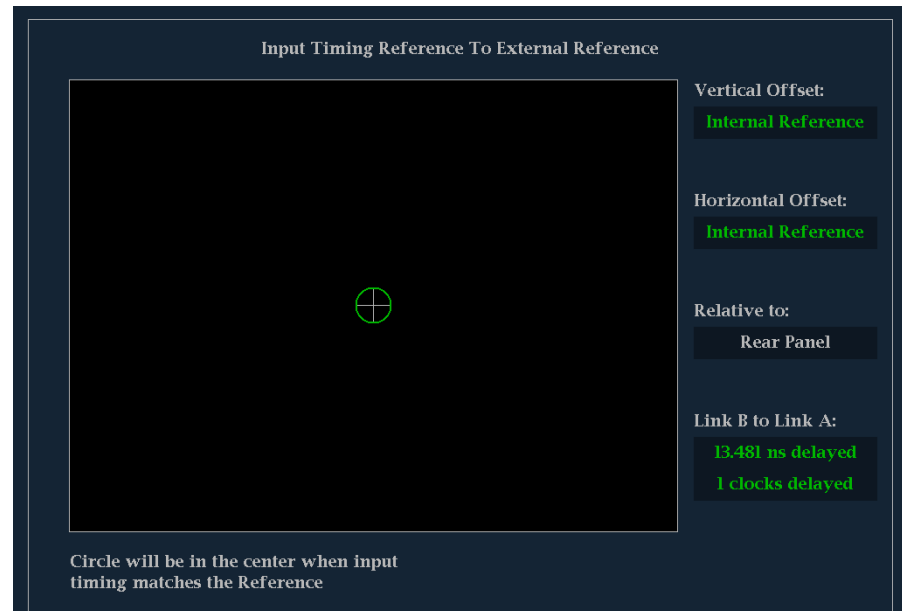 Input Timing Reference To External Reference
Vertical Offset:
Internal Reference
Horizontal Offset:
Internal Reference
Relative to:
Rear Panel
Link B to Link A:
13.481 ns delayed
1 clocks delayed
Circle will be in the center when input
timing matches the Reference